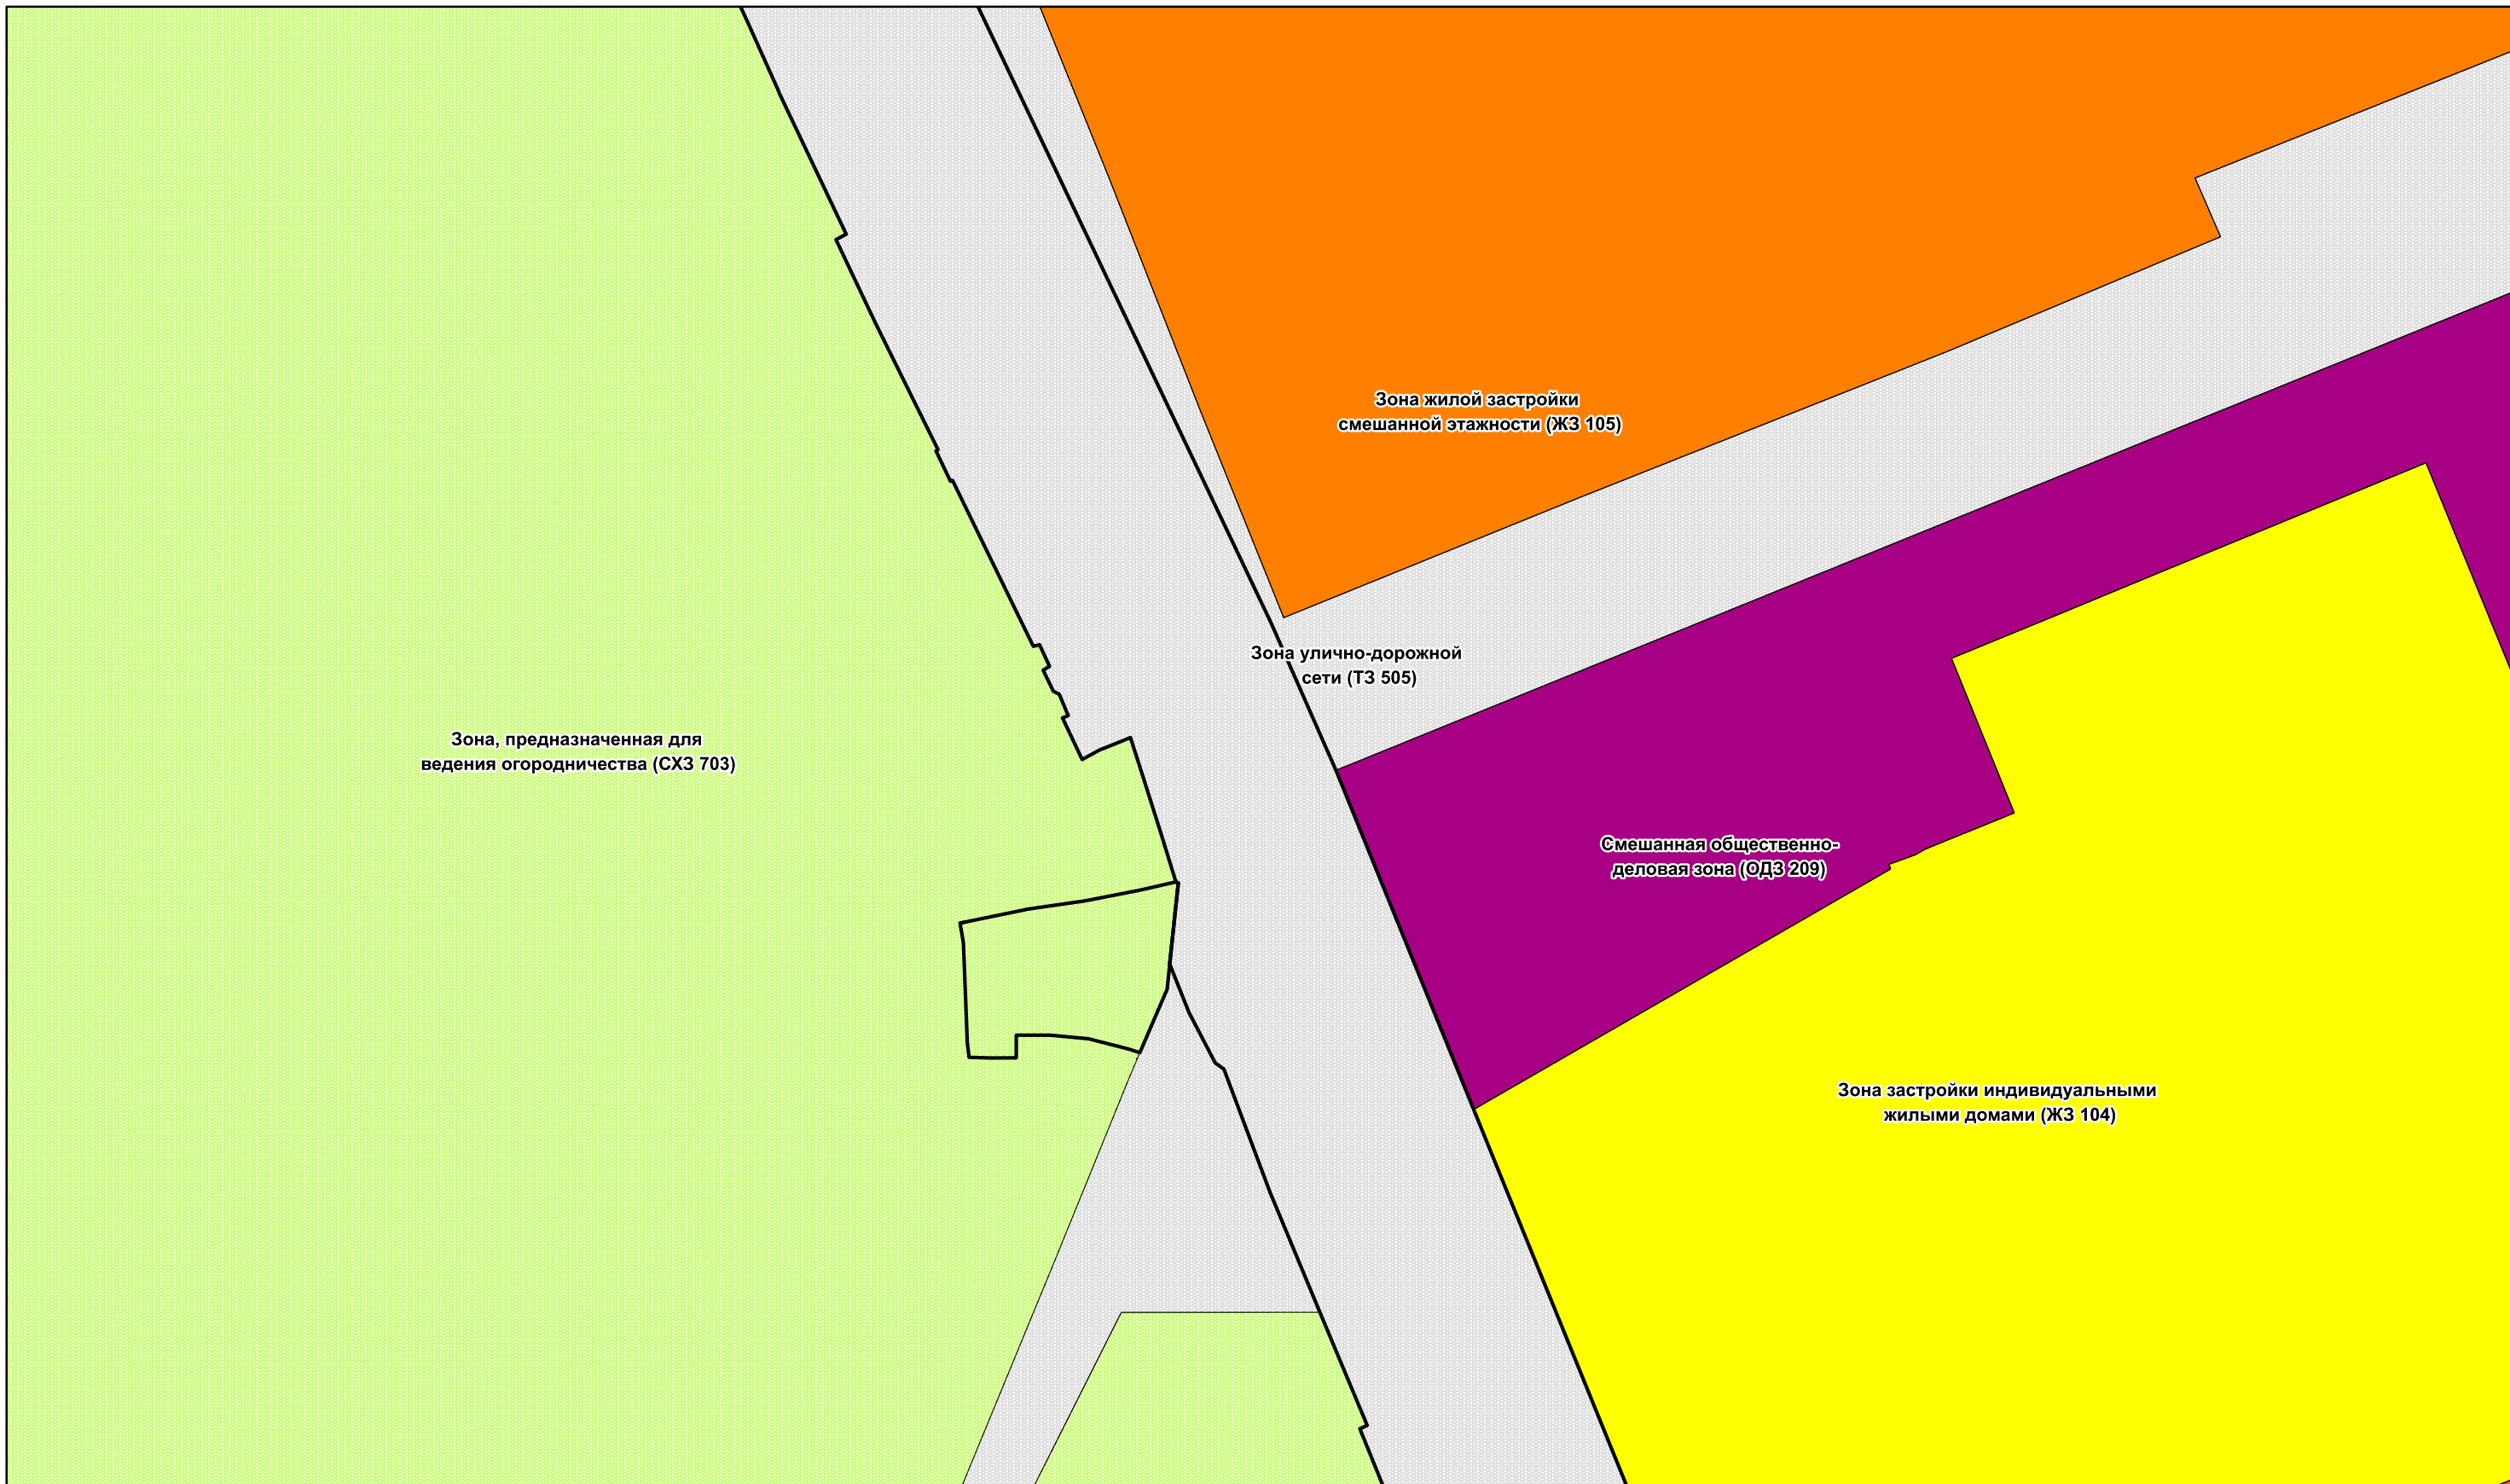 Зона жилой застройки
смешанной этажности (ЖЗ 105)
Зона улично-дорожной
сети (ТЗ 505)
Зона, предназначенная для
ведения огородничества (СХЗ 703)
Смешанная общественно-
деловая зона (ОДЗ 209)
Зона застройки индивидуальными
жилыми домами (ЖЗ 104)